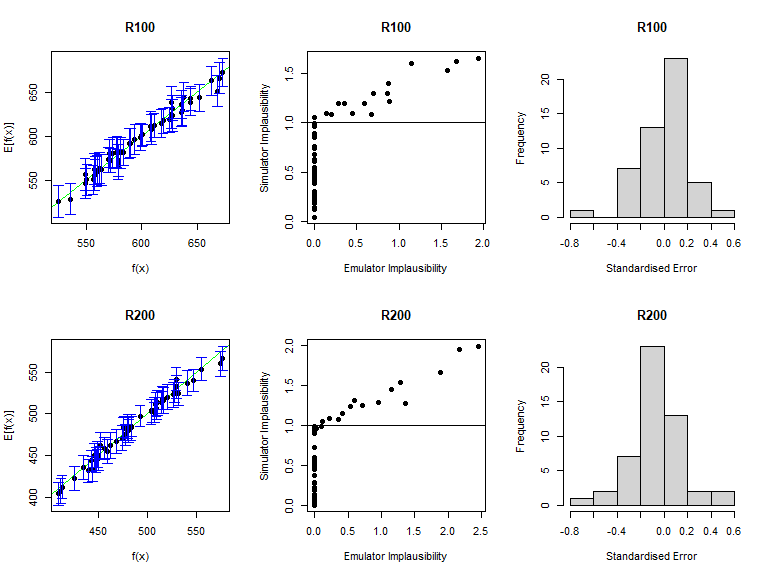 R100
R100
R100
E[f(x)]
550 600 650
550 600 650
f(x)
Simulator Implausibility
0.0 0.5 1.0 1.5
0.0 0.5 1.0 1.5 2.0
Emulator Implausibility
Frequency
0 5 10 15 20
-0.8 -0.4 0.0 0.2 0.4 0.6
Standardised Error
R200
R200
R200
E[f(x)]
400 450 500 550
450 500 550
f(x)
Simulator Implausibility
0.0 0.5 1.0 1.5 2.0
0.0 0.5 1.0 1.5 2.0 2.5
Emulator Implausibility
Frequency
0 5 10 15 20
-0.8 -0.4 0.0 0.2 0.4 0.6
Standardised Error